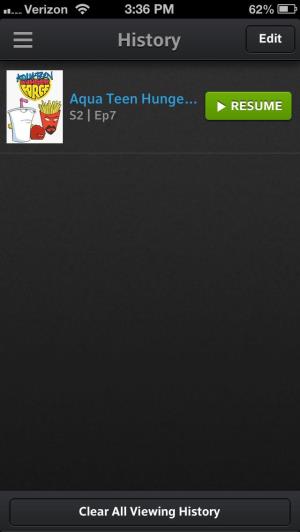 Verizon 3:36 PM 62%
History Edit
AQUA TEEN
HUNGER
FORCE
Aqua Teen Hunge...
S2 | Ep7
RESUME
Clear All Viewing History